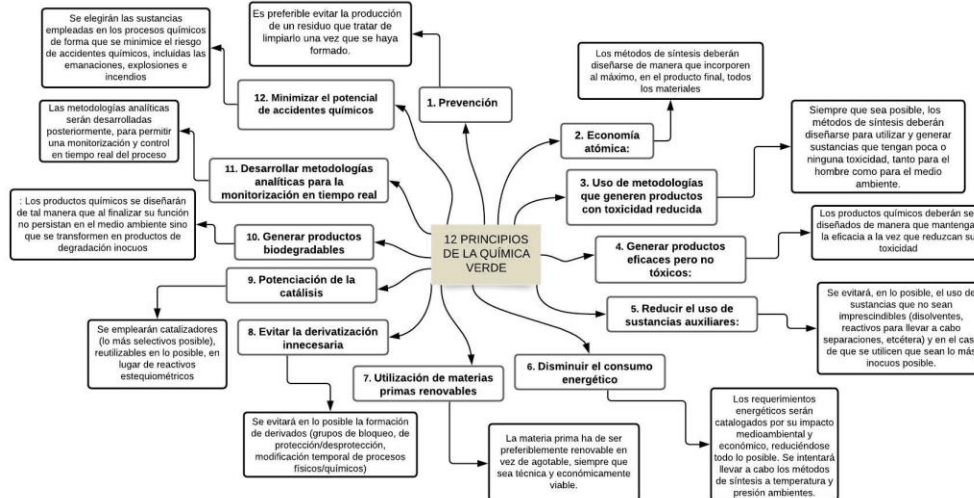 12 PRINCIPIOS
DE LA QUÍMICA
VERDE
1. Prevención
Es preferible evitar la producción
de un residuo que tratar de
limpiarlo una vez que se haya
formado.
2. Economía
atómica:
Los métodos de síntesis deberán
diseñarse de manera que incorporen
al máximo, en el producto final, todos
los materiales
3. Uso de metodologías
que generen productos
con toxicidad reducida
Siempre que sea posible, los
métodos de síntesis deberán
diseñarse para utilizar y generar
sustancias que tengan poca o
ninguna toxicidad, tanto para el
hombre como para el medio
ambiente.
4. Generar productos
eficaces pero no
tóxicos:
Los productos químicos deberán se
diseñados de manera que mantenga
la eficacia a la vez que reduzcan su
toxicidad
5. Reducir el uso de
sustancias auxiliares:
Se evitará, en lo posible, el uso de
sustancias que no sean
imprescindibles (disolventes,
reactivos para llevar a cabo
separaciones, etcétera) y en el cas
de que se utilicen que sean lo más
inocuos posible.
6. Disminuir el consumo
energético
Los requerimientos
energéticos serán
catalogados por su impacto
medioambiental y
económico, reduciéndose
todo lo posible. Se intentará
llevar a cabo los métodos
de síntesis a temperatura y
presión ambientes.
7. Utilización de materias
primas renovables
La materia prima ha de ser
preferiblemente renovable en
vez de agotable, siempre que
sea técnica y económicamente
viable.
8. Evitar la derivatización
innecesaria
Se evitará en lo posible la formación
de derivados (grupos de bloqueo, de
protección/desprotección,
modificación temporal de procesos
físicos/químicos)
9. Potenciación de la
catálisis
Se emplearán catalizadores
(lo más selectivos posible),
reutilizables en lo posible, en
lugar de reactivos
estequiométricos
10. Generar productos
biodegradables
: Los productos químicos se diseñarán
de tal manera que al finalizar su función
no persistan en el medio ambiente sino
que se transformen en productos de
degradación inocuos
11. Desarrollar metodologías
analíticas para la
monitorización en tiempo real
Las metodologías analíticas
serán desarrolladas
posteriormente, para permitir
una monitorización y control
en tiempo real del proceso
12. Minimizar el potencial
de accidentes químicos
Se elegirán las sustancias
empleadas en los procesos químicos
de forma que se minimice el riesgo
de accidentes químicos, incluidas las
emanaciones, explosiones e
incendios